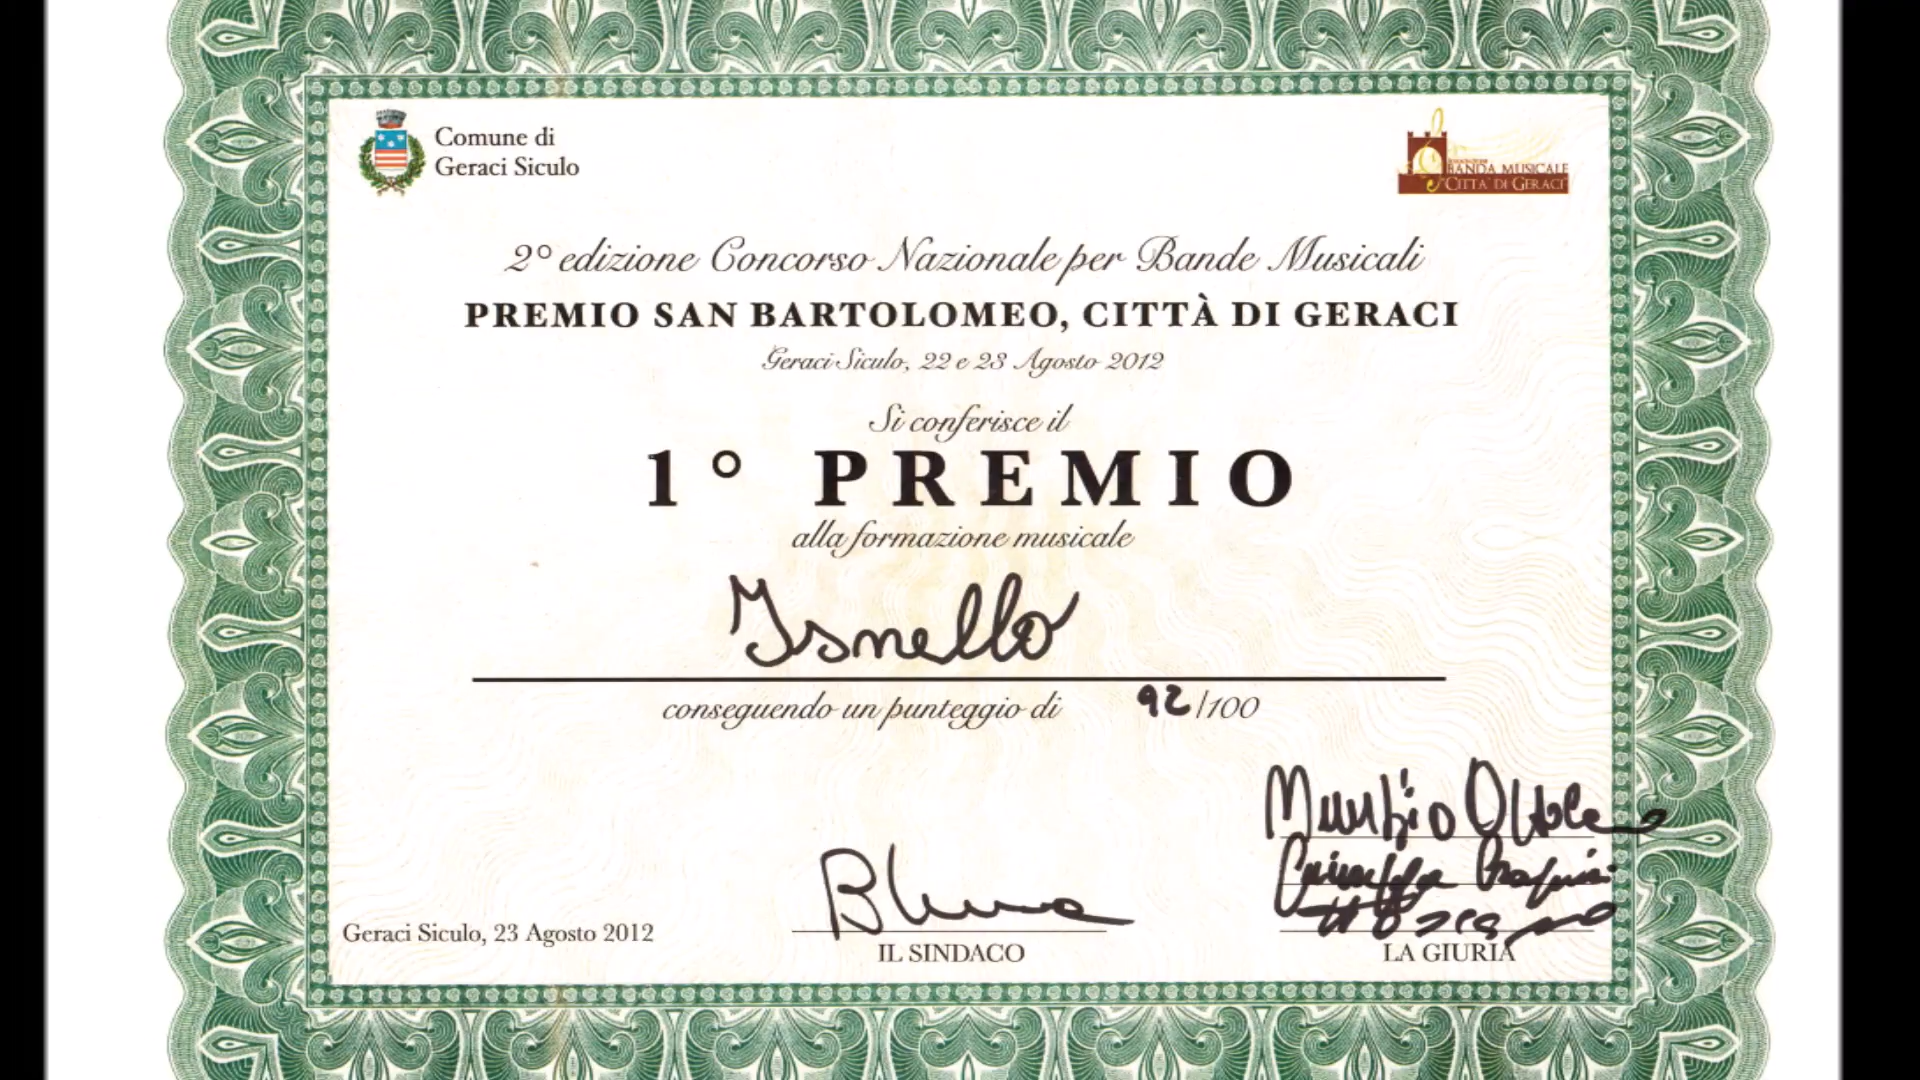 Comune di
Geraci Siculo
BANDA MUSICALE
"CITTA' DI GERACI"
2° edizione Concorso Nazionale per Bande Musicali
PREMIO SAN BARTOLOMEO, CITTÀ DI GERACI
Geraci Siculo, 22 e 23 Agosto 2012
Si conferisce il
1° PREMIO
alla formazione musicale
Isnello
conseguendo un punteggio di 92/100
Geraci Siculo, 23 Agosto 2012
IL SINDACO
LA GIURIA